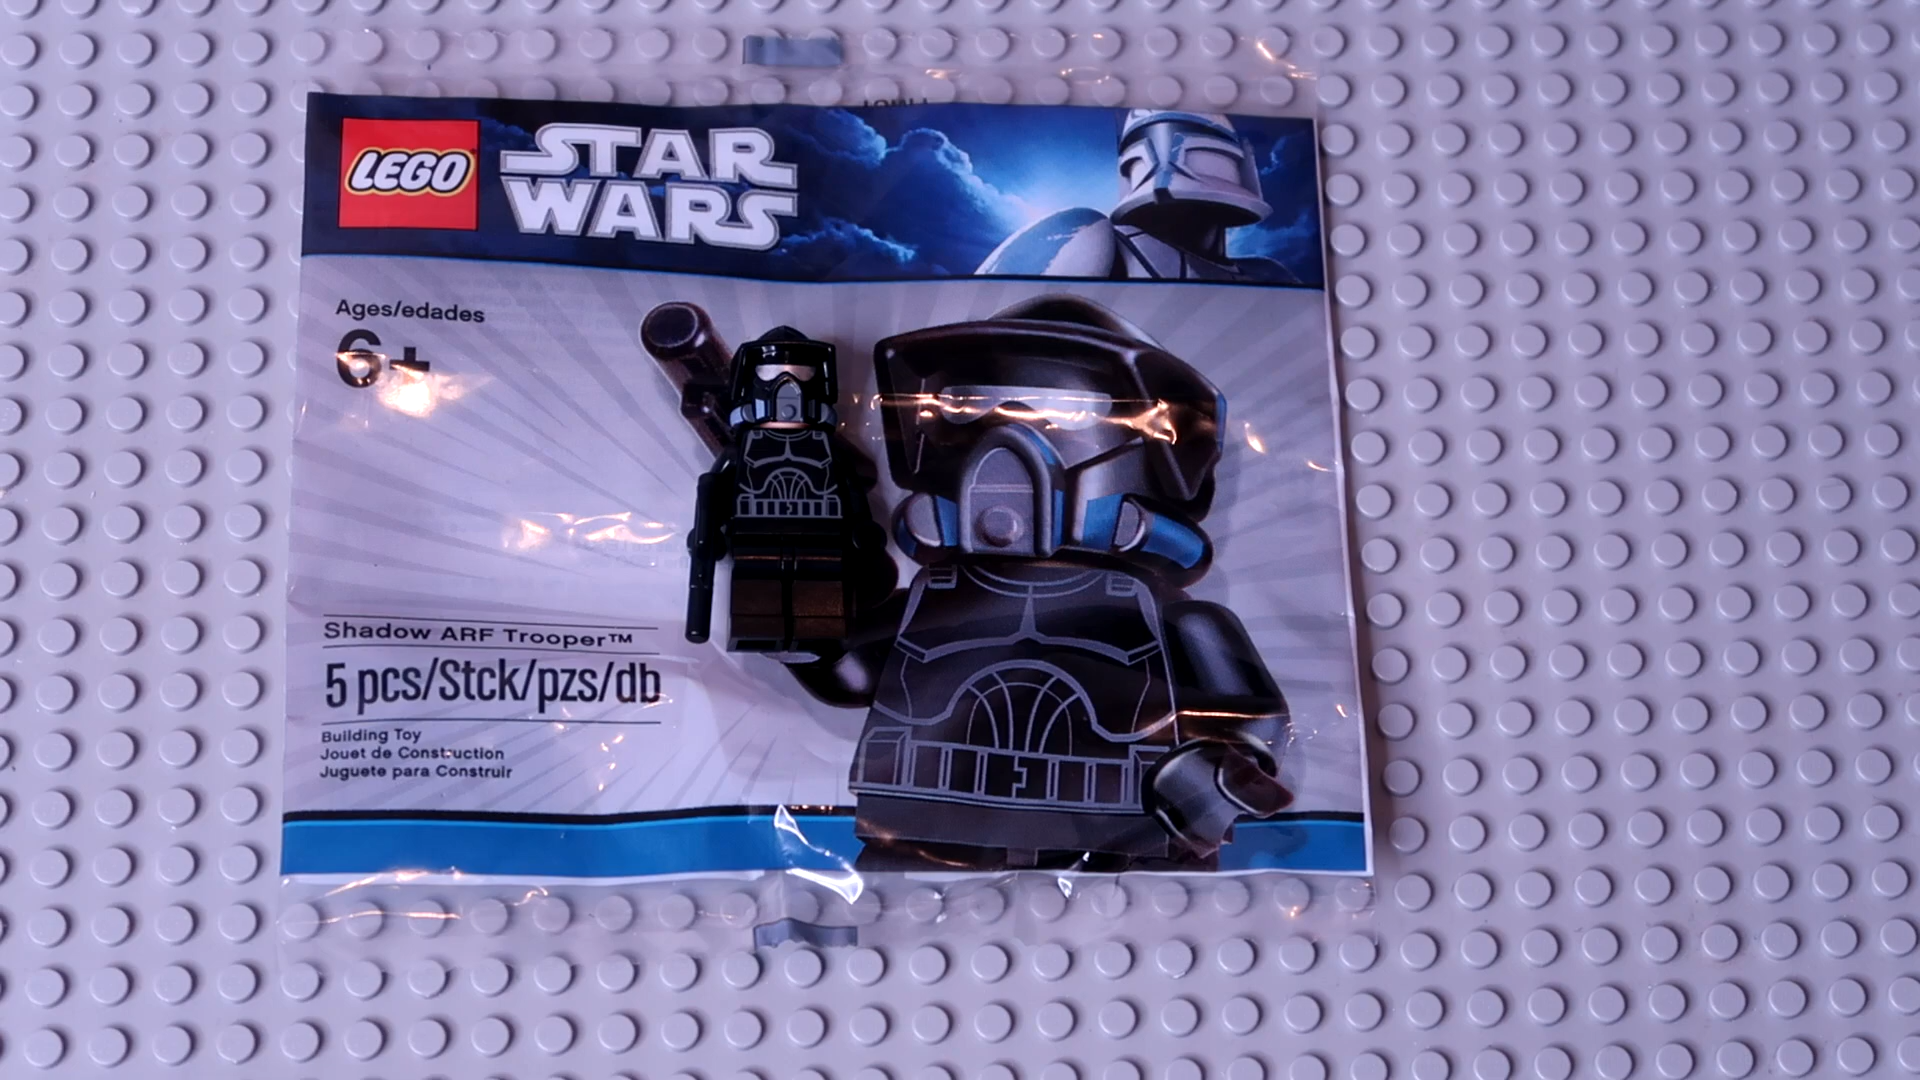 LEGO
STAR
WARS
Ages/edades
6+
Shadow ARF Trooper™
5 pcs/Stck/pzs/db
Building Toy
Jouet de Construction
Juguete para Construir